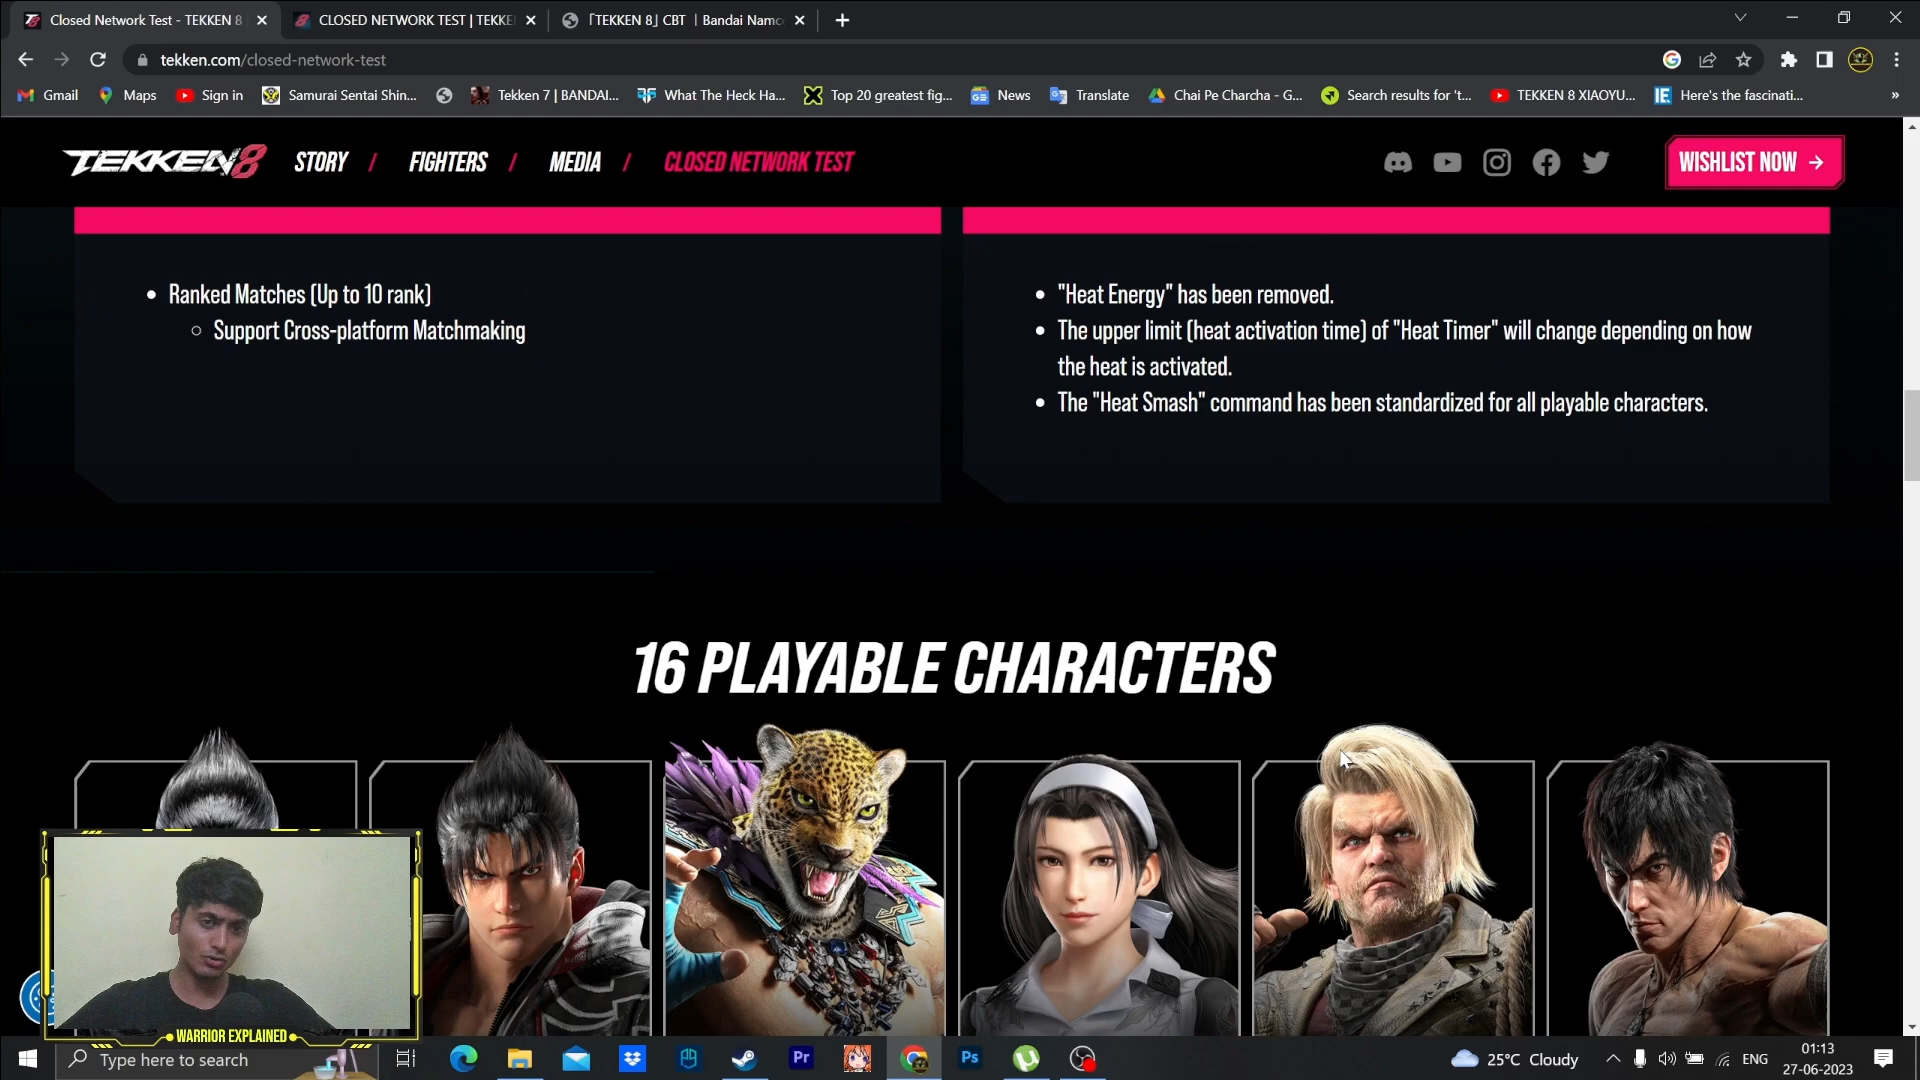 Closed Network Test - TEKKEN 8
CLOSED NETWORK TEST | TEKKE
「TEKKEN 8」 CBT | Bandai Namc
tekken.com/closed-network-test
Gmail
Maps
Sign in
Samurai Sentai Shin...
Tekken 7 | BANDAI...
What The Heck Ha...
Top 20 greatest fig...
News
Translate
Chai Pe Charcha - G...
Search results for 't...
TEKKEN 8 XIAOYU...
IE
Here's the fascinati...
»
TEKKEN 8
STORY / FIGHTERS / MEDIA / CLOSED NETWORK TEST
WISHLIST NOW →
• Ranked Matches (Up to 10 rank)
○ Support Cross-platform Matchmaking
• "Heat Energy" has been removed.
• The upper limit (heat activation time) of "Heat Timer" will change depending on how
the heat is activated.
• The "Heat Smash" command has been standardized for all playable characters.
16 PLAYABLE CHARACTERS
WARRIOR EXPLAINED
Type here to search
Pr
Ps
25°C Cloudy
ENG
01:13
27-06-2023